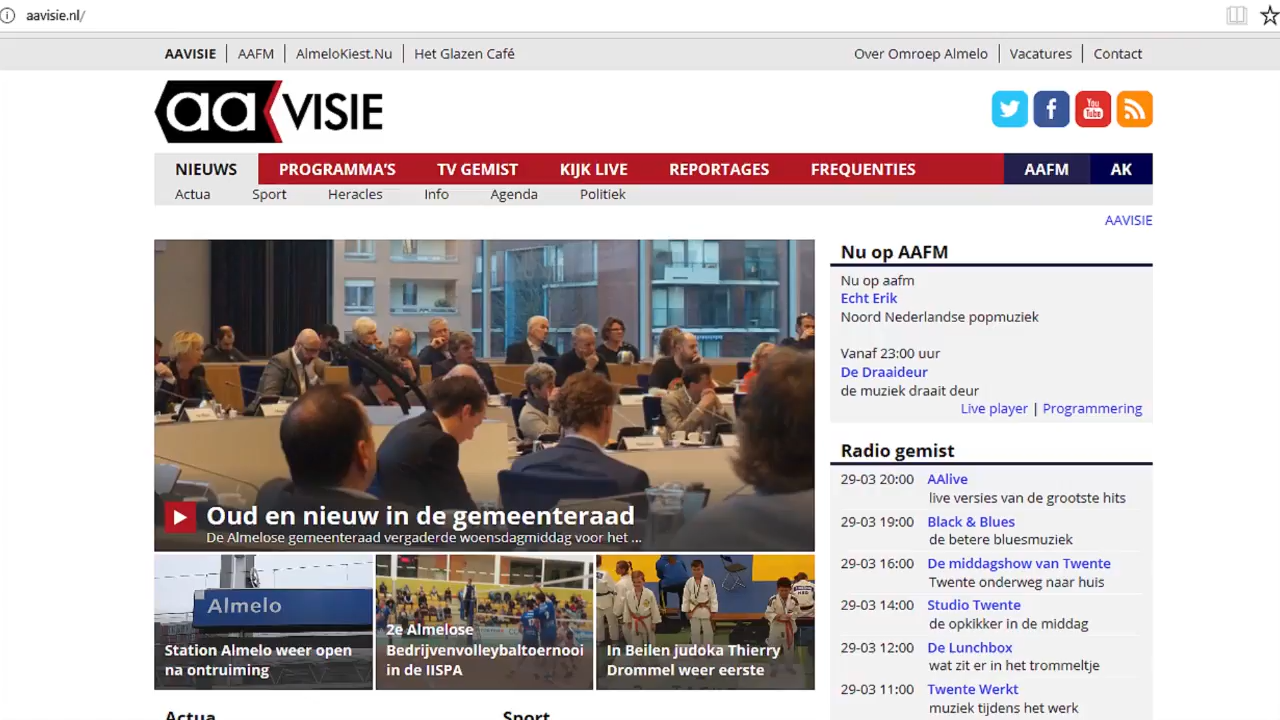 aavisie.nl/
AAVISIE | AAFM | AlmeloKiest.Nu | Het Glazen Café
Over Omroep Almelo | Vacatures | Contact
aa VISIE
You Tube
NIEUWS PROGRAMMA'S TV GEMIST KIJK LIVE REPORTAGES FREQUENTIES AAFM AK
Actua Sport Heracles Info Agenda Politiek
AAVISIE
Oud en nieuw in de gemeenteraad
De Almelose gemeenteraad vergaderde woensdagmiddag voor het ...
Almelo
Station Almelo weer open
na ontruiming
2e Almelose
Bedrijvenvolleybaltoernooi
in de IISPA
In Beilen judoka Thierry
Drommel weer eerste
Actua
Sport
Nu op AAFM
Nu op aafm
Echt Erik
Noord Nederlandse popmuziek
Vanaf 23:00 uur
De Draaideur
de muziek draait deur
Live player | Programmering
Radio gemist
29-03 20:00 AAlive
live versies van de grootste hits
29-03 19:00 Black & Blues
de betere bluesmuziek
29-03 16:00 De middagshow van Twente
Twente onderweg naar huis
29-03 14:00 Studio Twente
de opkikker in de middag
29-03 12:00 De Lunchbox
wat zit er in het trommeltje
29-03 11:00 Twente Werkt
muziek tijdens het werk